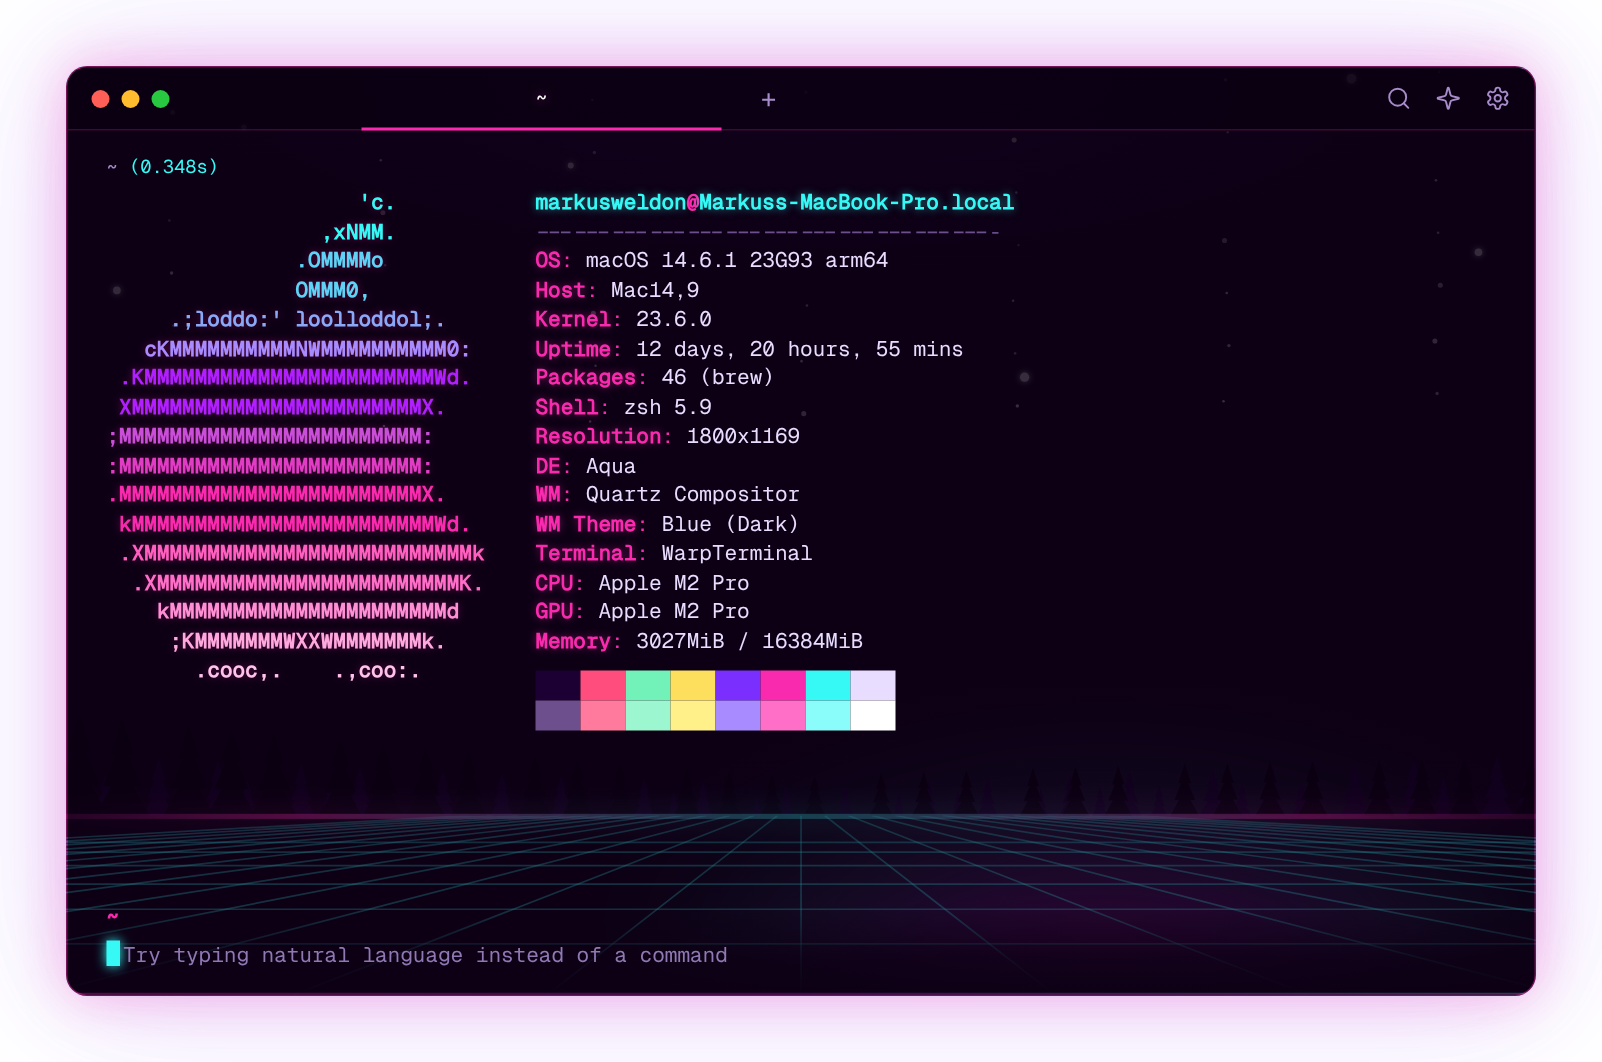 ~
+
~ (0.348s)
'c.
,xNMM.
.OMMMMo
OMMM0,
.;loddo:' loolloddol;.
cKMMMMMMMMMMNWMMMMMMMMMM0:
.KMMMMMMMMMMMMMMMMMMMMMMMWd.
XMMMMMMMMMMMMMMMMMMMMMMMX.
;MMMMMMMMMMMMMMMMMMMMMMMM:
:MMMMMMMMMMMMMMMMMMMMMMMM:
.MMMMMMMMMMMMMMMMMMMMMMMMX.
kMMMMMMMMMMMMMMMMMMMMMMMMWd.
.XMMMMMMMMMMMMMMMMMMMMMMMMMMk
.XMMMMMMMMMMMMMMMMMMMMMMMMK.
kMMMMMMMMMMMMMMMMMMMMMMd
;KMMMMMMMWXXWMMMMMMMk.
.cooc,.    .,coo:.
markusweldon@Markuss-MacBook-Pro.local
-------------------------------------
OS: macOS 14.6.1 23G93 arm64
Host: Mac14,9
Kernel: 23.6.0
Uptime: 12 days, 20 hours, 55 mins
Packages: 46 (brew)
Shell: zsh 5.9
Resolution: 1800x1169
DE: Aqua
WM: Quartz Compositor
WM Theme: Blue (Dark)
Terminal: WarpTerminal
CPU: Apple M2 Pro
GPU: Apple M2 Pro
Memory: 3027MiB / 16384MiB
~
Try typing natural language instead of a command